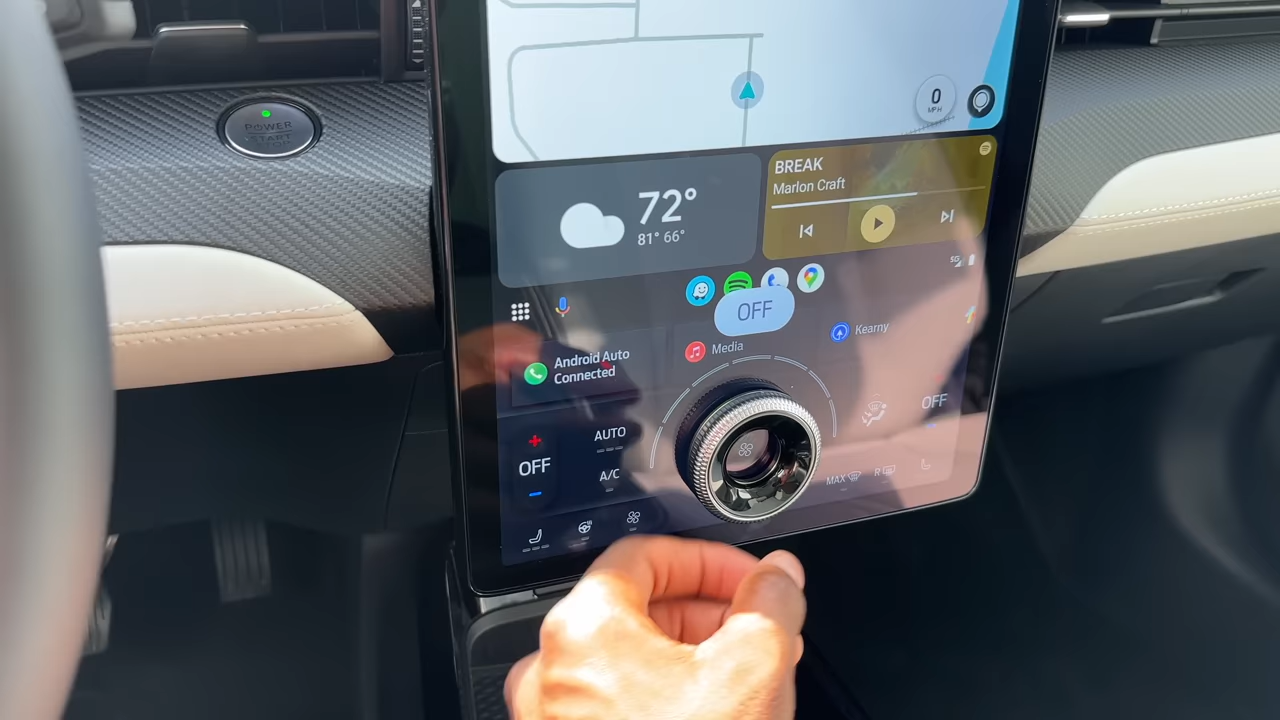 POWER
START
0
MPH
BREAK
Marlon Craft
72°
81° 66°
5G
OFF
Kearny
Media
Android Auto
Connected
OFF
AUTO
OFF
A/C
MAX
R